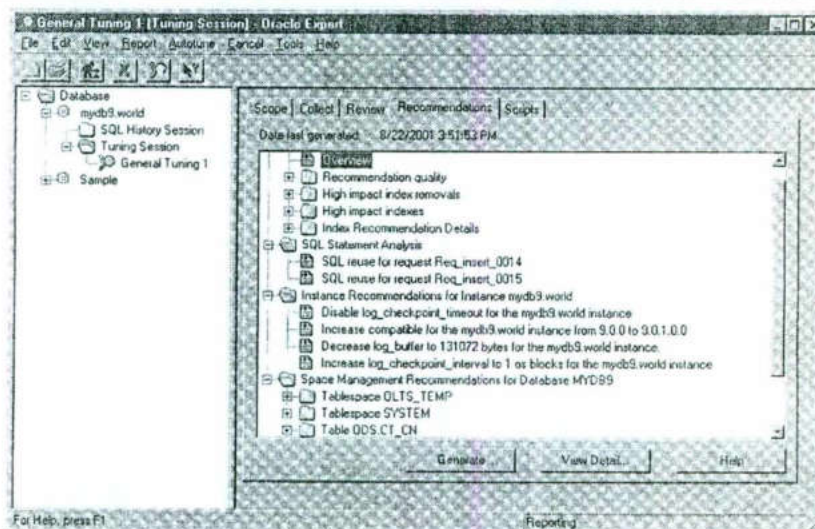 General Tuning 1 [Tuning Session] - Oracle Expert
File Edit View Report Autotune Cancel Tools Help
Database
mydb9.world
SQL History Session
Tuning Session
General Tuning 1
Sample
Scope Collect Review Recommendations Scripts
Date last generated: 8/22/2001 3:51:53 PM
Overview
Recommendation quality
High impact index removals
High impact indexes
Index Recommendation Details
SQL Statement Analysis
SQL reuse for request Req_insert_0014
SQL reuse for request Req_insert_0015
Instance Recommendations for Instance mydb9.world
Disable log_checkpoint_timeout for the mydb9.world instance
Increase compatible for the mydb9.world instance from 9.0.0 to 9.0.1.0.0
Decrease log_buffer to 131072 bytes for the mydb9.world instance.
Increase log_checkpoint_interval to 1 os blocks for the mydb9.world instance
Space Management Recommendations for Database MYDB9
Tablespace OLTS_TEMP
Tablespace SYSTEM
Table ODS.CT_CN
Generate ... View Detail... Help
For Help, press F1 Reporting